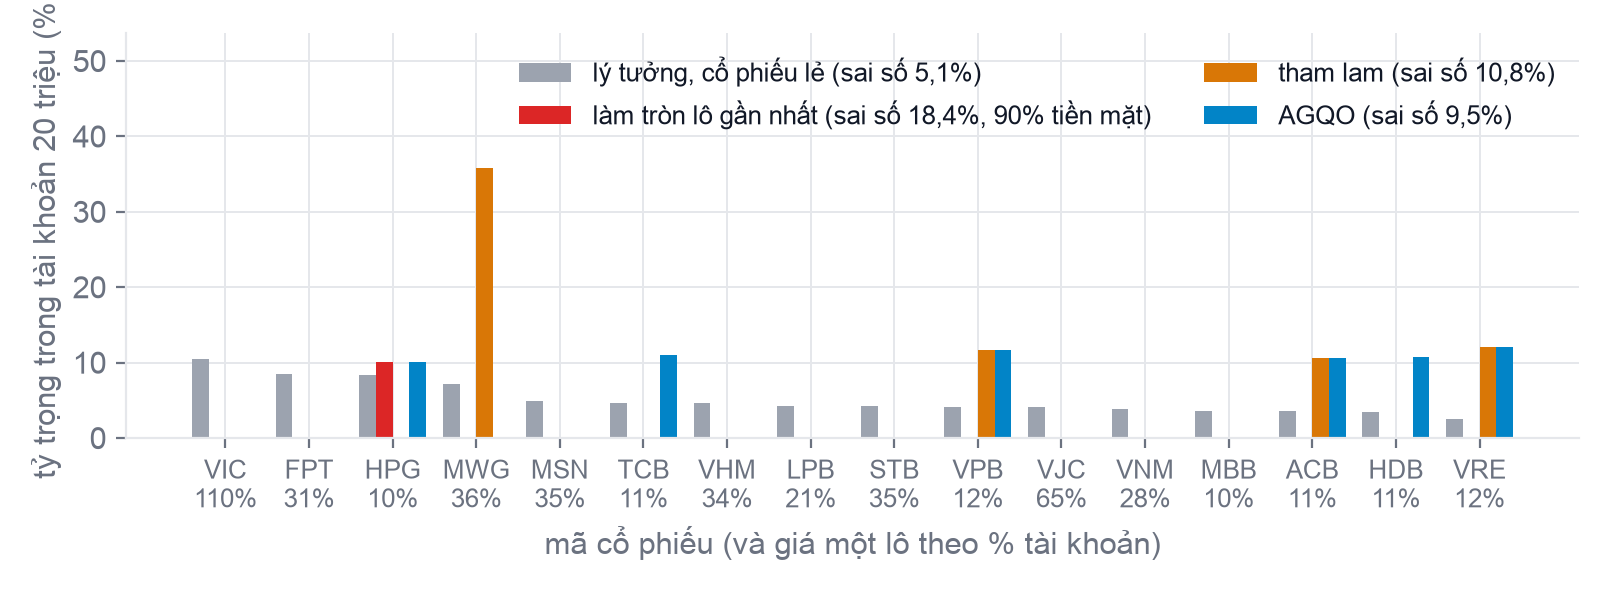 tỷ trọng trong tài khoản 20 triệu (%
50
40
30
20
10
0
lý tưởng, cổ phiếu lẻ (sai số 5,1%)
làm tròn lô gần nhất (sai số 18,4%, 90% tiền mặt)
tham lam (sai số 10,8%)
AGQO (sai số 9,5%)
VIC FPT HPG MWG MSN TCB VHM LPB STB VPB VJC VNM MBB ACB HDB VRE
110% 31% 10% 36% 35% 11% 34% 21% 35% 12% 65% 28% 10% 11% 11% 12%
mã cổ phiếu (và giá một lô theo % tài khoản)